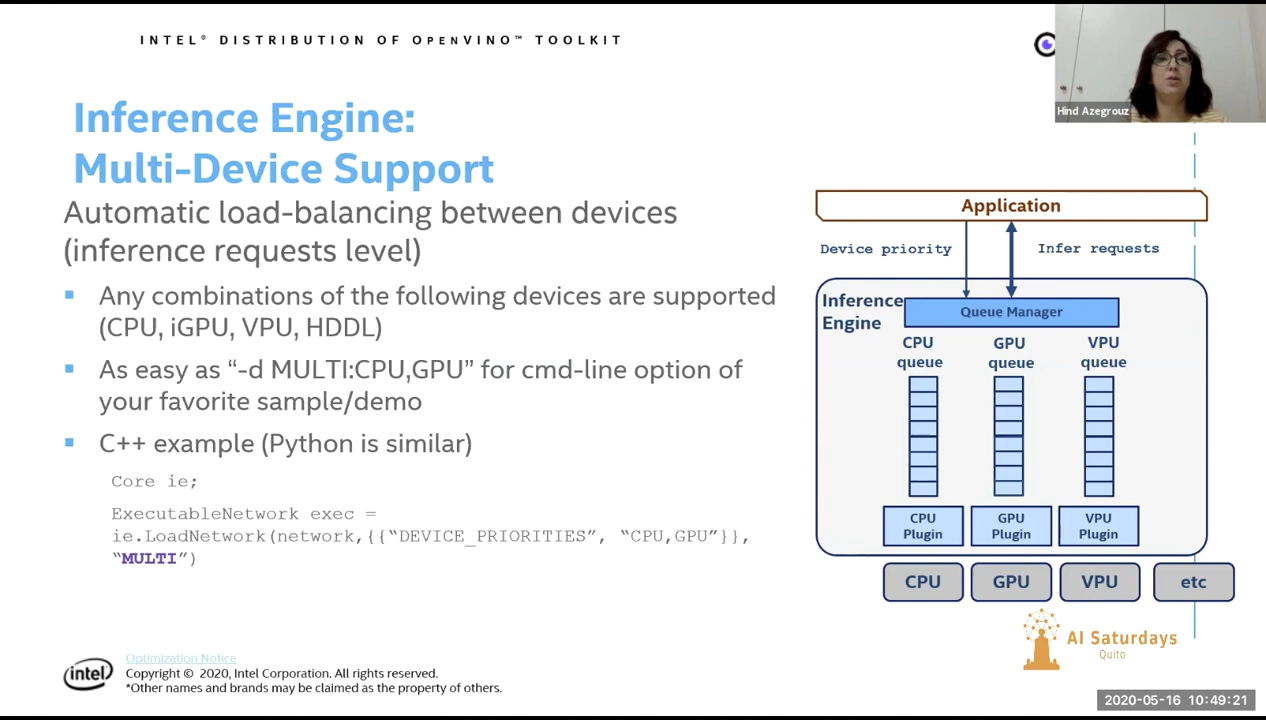 INTEL® DISTRIBUTION OF OPENVINO™ TOOLKIT
Hind Azegrouz
Inference Engine:
Multi-Device Support
Automatic load-balancing between devices
(inference requests level)
Any combinations of the following devices are supported
(CPU, iGPU, VPU, HDDL)
As easy as “-d MULTI:CPU,GPU” for cmd-line option of
your favorite sample/demo
C++ example (Python is similar)
Core ie;
ExecutableNetwork exec =
ie.LoadNetwork(network,{{“DEVICE_PRIORITIES”, “CPU,GPU”}},
“MULTI”)
Application
Device priority
Infer requests
Inference
Engine
Queue Manager
CPU
queue
GPU
queue
VPU
queue
CPU
Plugin
GPU
Plugin
VPU
Plugin
CPU
GPU
VPU
etc
AI Saturdays
Quito
intel
Optimization Notice
Copyright © 2020, Intel Corporation. All rights reserved.
*Other names and brands may be claimed as the property of others.
2020-05-16 10:49:21